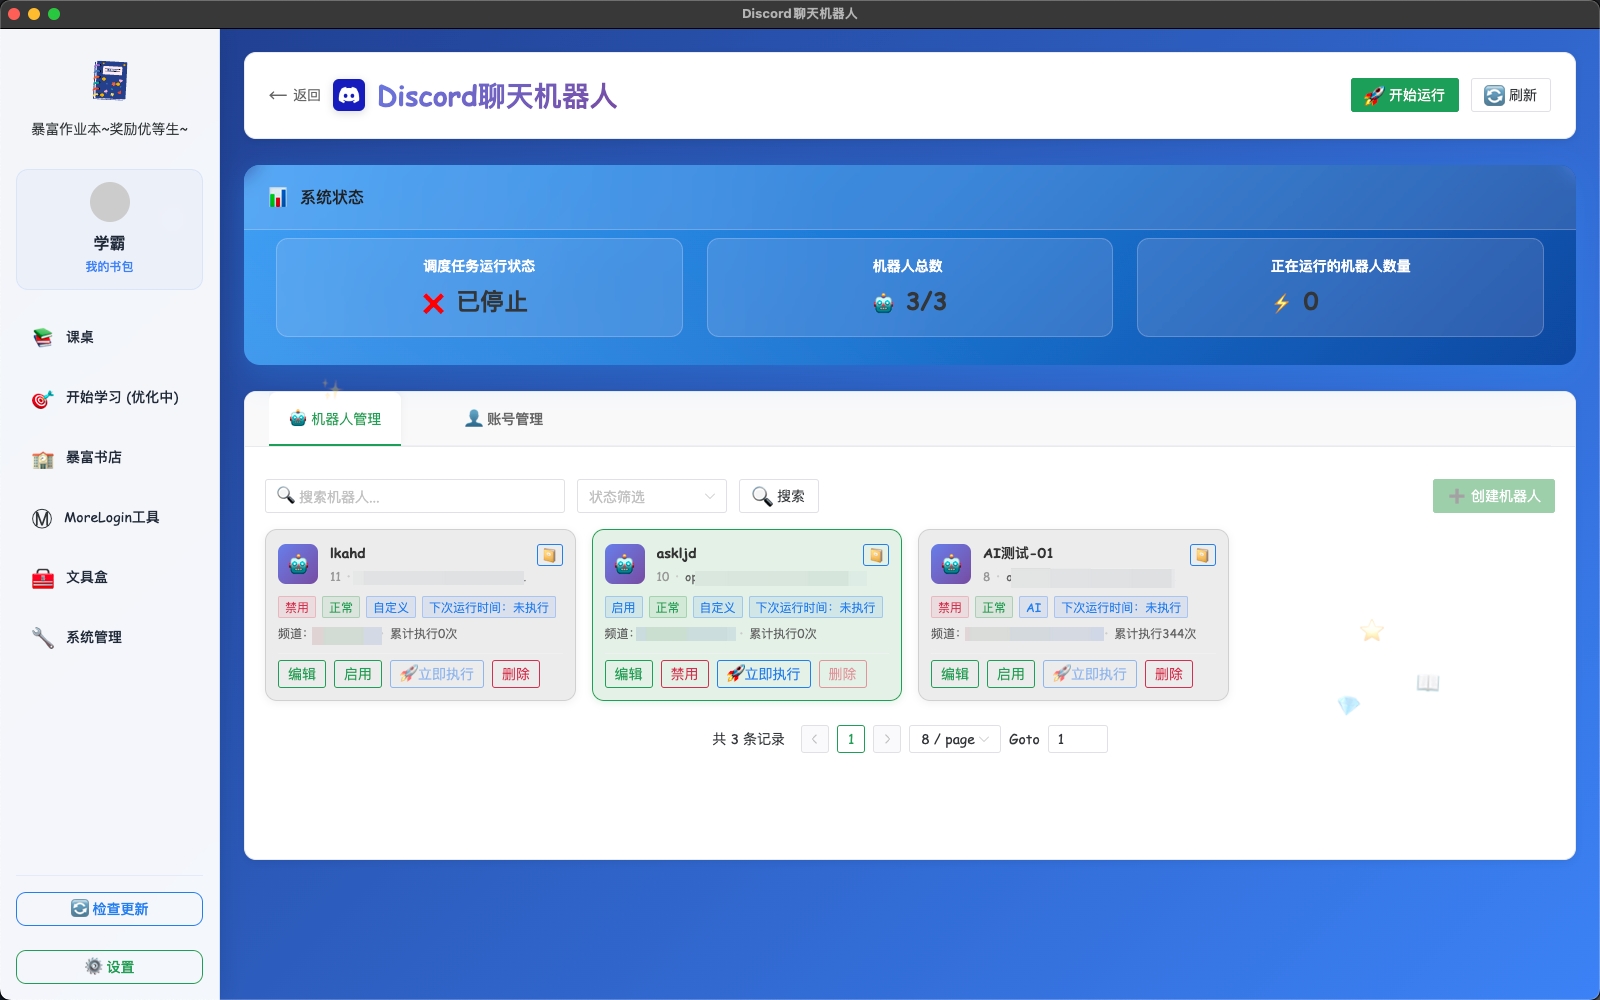 Discord聊天机器人
暴富作业本~奖励优等生~
学霸
我的书包
课桌
开始学习 (优化中)
暴富书店
MoreLogin工具
文具盒
系统管理
检查更新
设置
返回
Discord聊天机器人
开始运行
刷新
系统状态
调度任务运行状态
已停止
机器人总数
3/3
正在运行的机器人数量
0
机器人管理
账号管理
搜索机器人...
状态筛选
搜索
创建机器人
lkahd
11 ·
禁用 正常 自定义 下次运行时间：未执行
频道： 累计执行0次
编辑 启用 立即执行 删除
askljd
10 · op
启用 正常 自定义 下次运行时间：未执行
频道： · 累计执行0次
编辑 禁用 立即执行 删除
AI测试-01
8 ·
禁用 正常 AI 下次运行时间：未执行
频道： · 累计执行344次
编辑 启用 立即执行 删除
共 3 条记录 1 8 / page Goto 1